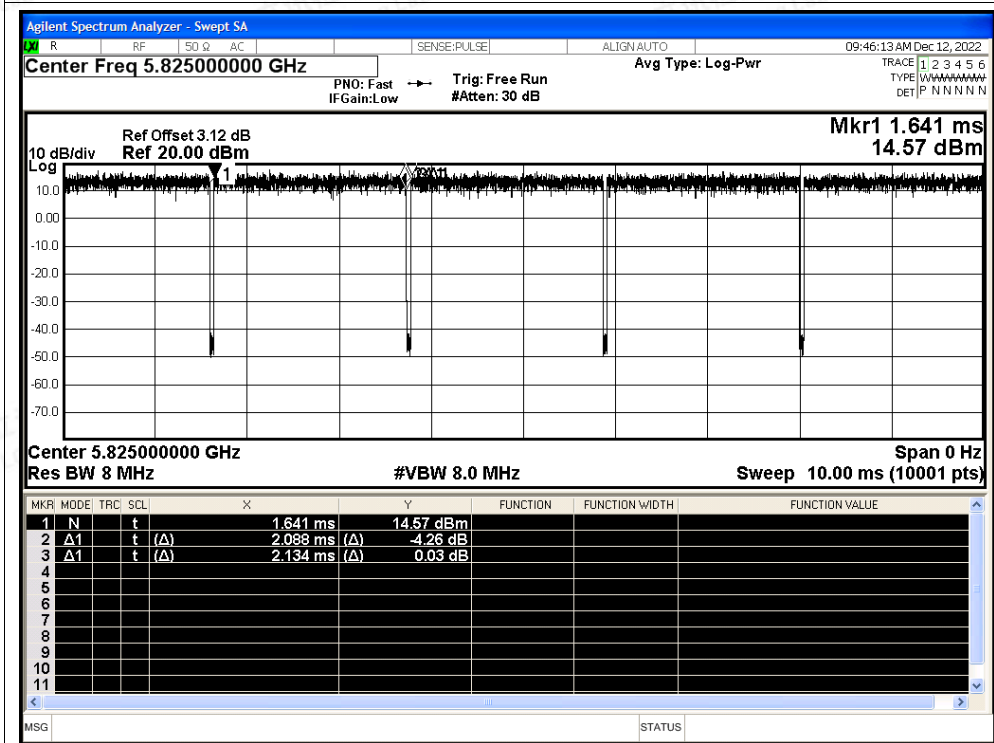 Agilent Spectrum Analyzer - Swept SA
LXI R RF 50 Ω AC SENSE:PULSE ALIGN AUTO 09:46:13 AM Dec 12, 2022
Center Freq 5.825000000 GHz Avg Type: Log-Pwr TRACE 1 2 3 4 5 6
PNO: Fast Trig: Free Run TYPE WWWWWW
IFGain:Low #Atten: 30 dB DET P N N N N N
Mkr1 1.641 ms
Ref Offset 3.12 dB
10 dB/div Ref 20.00 dBm 14.57 dBm
Log
1
10.0
0.00
-10.0
-20.0
-30.0
-40.0
-50.0
-60.0
-70.0
Center 5.825000000 GHz Span 0 Hz
Res BW 8 MHz #VBW 8.0 MHz Sweep 10.00 ms (10001 pts)
MKR MODE TRC SCL X Y FUNCTION FUNCTION WIDTH FUNCTION VALUE
1 N t 1.641 ms 14.57 dBm
2 Δ1 t (Δ) 2.088 ms (Δ) -4.26 dB
3 Δ1 t (Δ) 2.134 ms (Δ) 0.03 dB
4
5
6
7
8
9
10
11
MSG STATUS